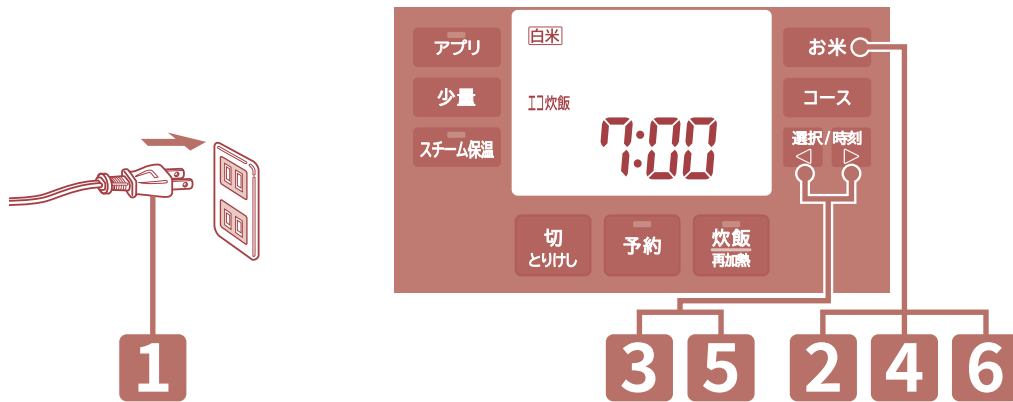 アプリ
少量
スチーム保温
白米
エコ炊飯
7:00
お米
コース
選択/時刻
◁ ▷
切
とりけし
予約
炊飯
再加熱
1
3 5 2 4 6